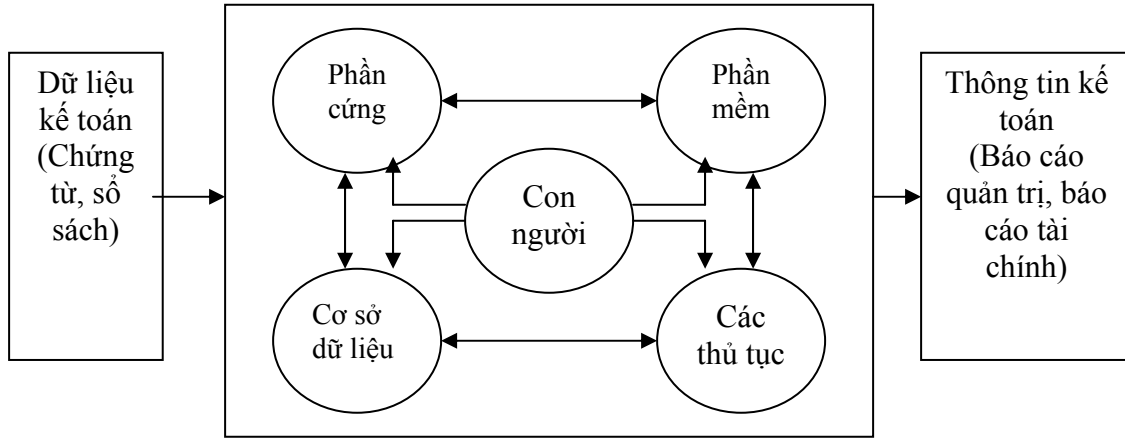 Dữ liệu
kế toán
(Chứng
từ, sổ
sách)
Phần
cứng
Phần
mềm
Con
người
Cơ sở
dữ liệu
Các
thủ tục
Thông tin kế
toán
(Báo cáo
quản trị, báo
cáo tài
chính)